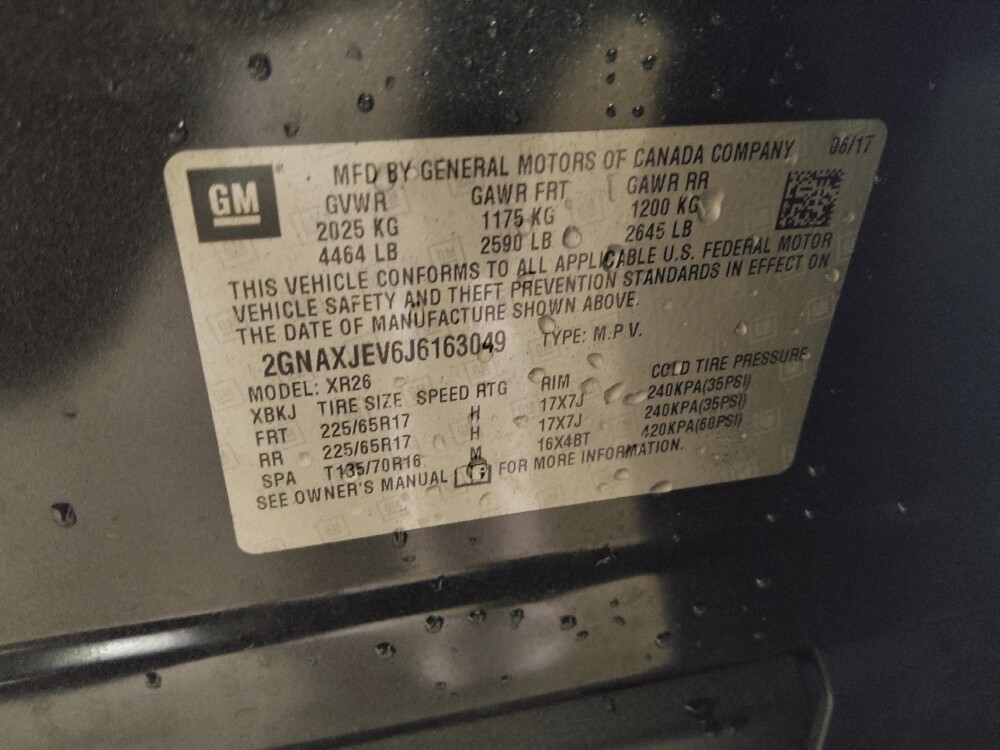 GM
MFD BY GENERAL MOTORS OF CANADA COMPANY 06/17
GVWR GAWR FRT GAWR RR
2025 KG 1175 KG 1200 KG
4464 LB 2590 LB 2645 LB
THIS VEHICLE CONFORMS TO ALL APPLICABLE U.S. FEDERAL MOTOR
VEHICLE SAFETY AND THEFT PREVENTION STANDARDS IN EFFECT ON
THE DATE OF MANUFACTURE SHOWN ABOVE.
2GNAXJEV6J6163049 TYPE: M.P.V.
MODEL: XR26
XBKJ TIRE SIZE SPEED RTG RIM COLD TIRE PRESSURE
FRT 225/65R17 H 17X7J 240KPA(35PSI)
RR 225/65R17 H 17X7J 240KPA(35PSI)
SPA T135/70R16 M 16X4BT 420KPA(60PSI)
SEE OWNER'S MANUAL FOR MORE INFORMATION.